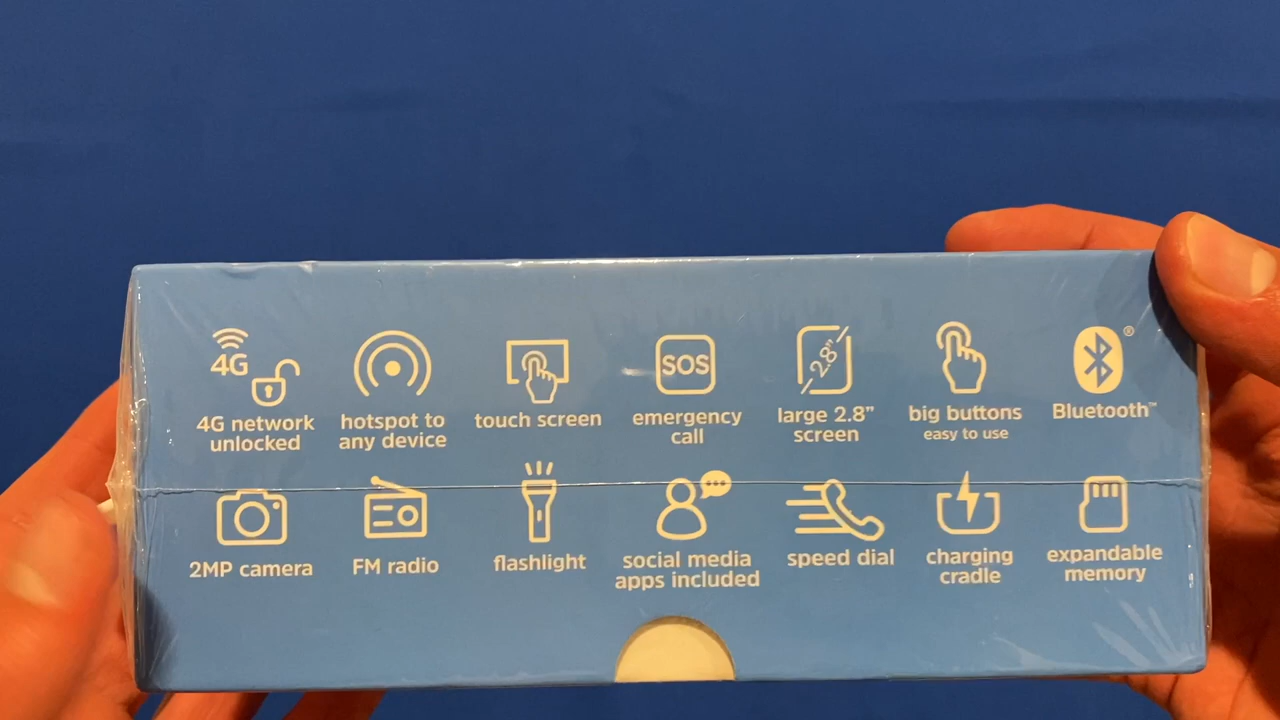 4G
SOS
2.8”
®
4G network
unlocked
hotspot to
any device
touch screen
emergency
call
large 2.8”
screen
big buttons
easy to use
Bluetooth™
2MP camera
FM radio
flashlight
social media
apps included
speed dial
charging
cradle
expandable
memory